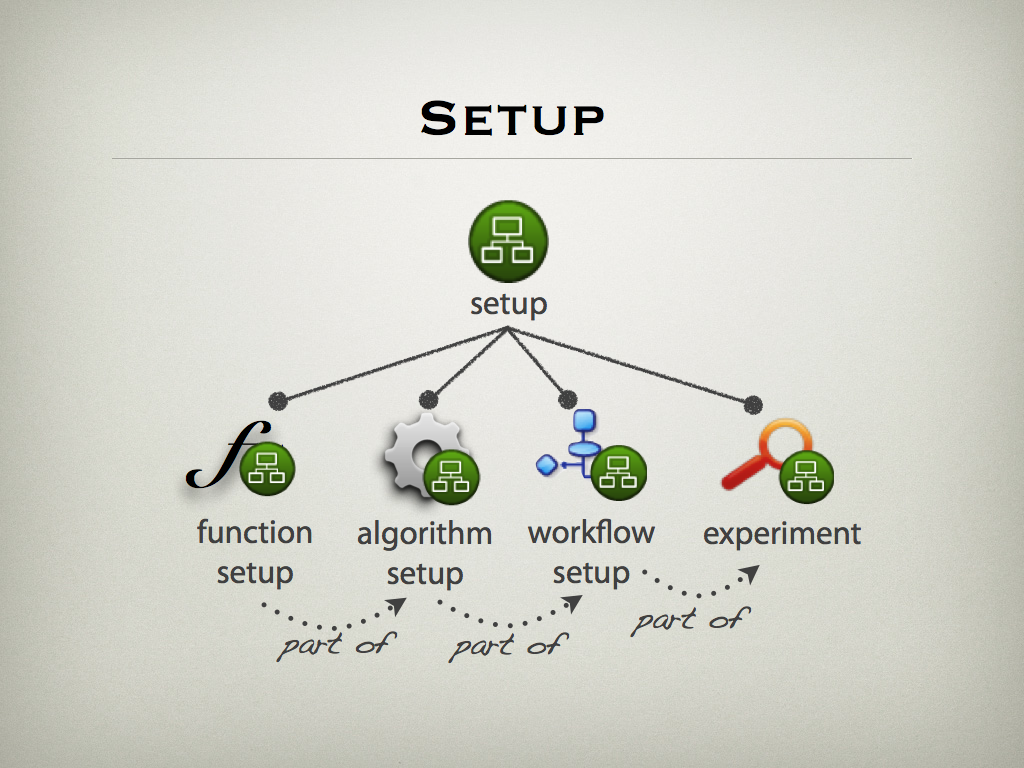 SETUP
setup
function
setup
algorithm
setup
workflow
setup
experiment
part of
part of
part of